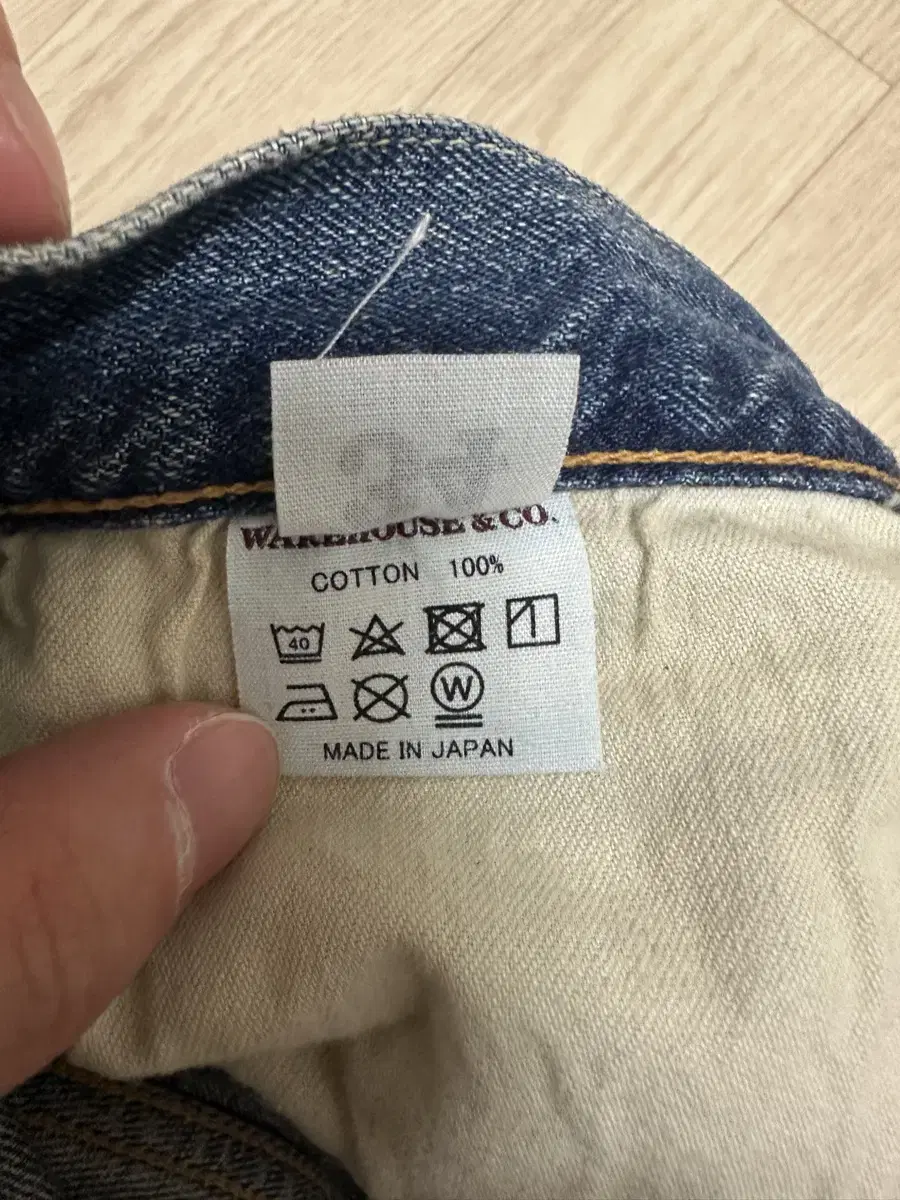 WAREHOUSE & CO.
COTTON 100%
40
W
MADE IN JAPAN